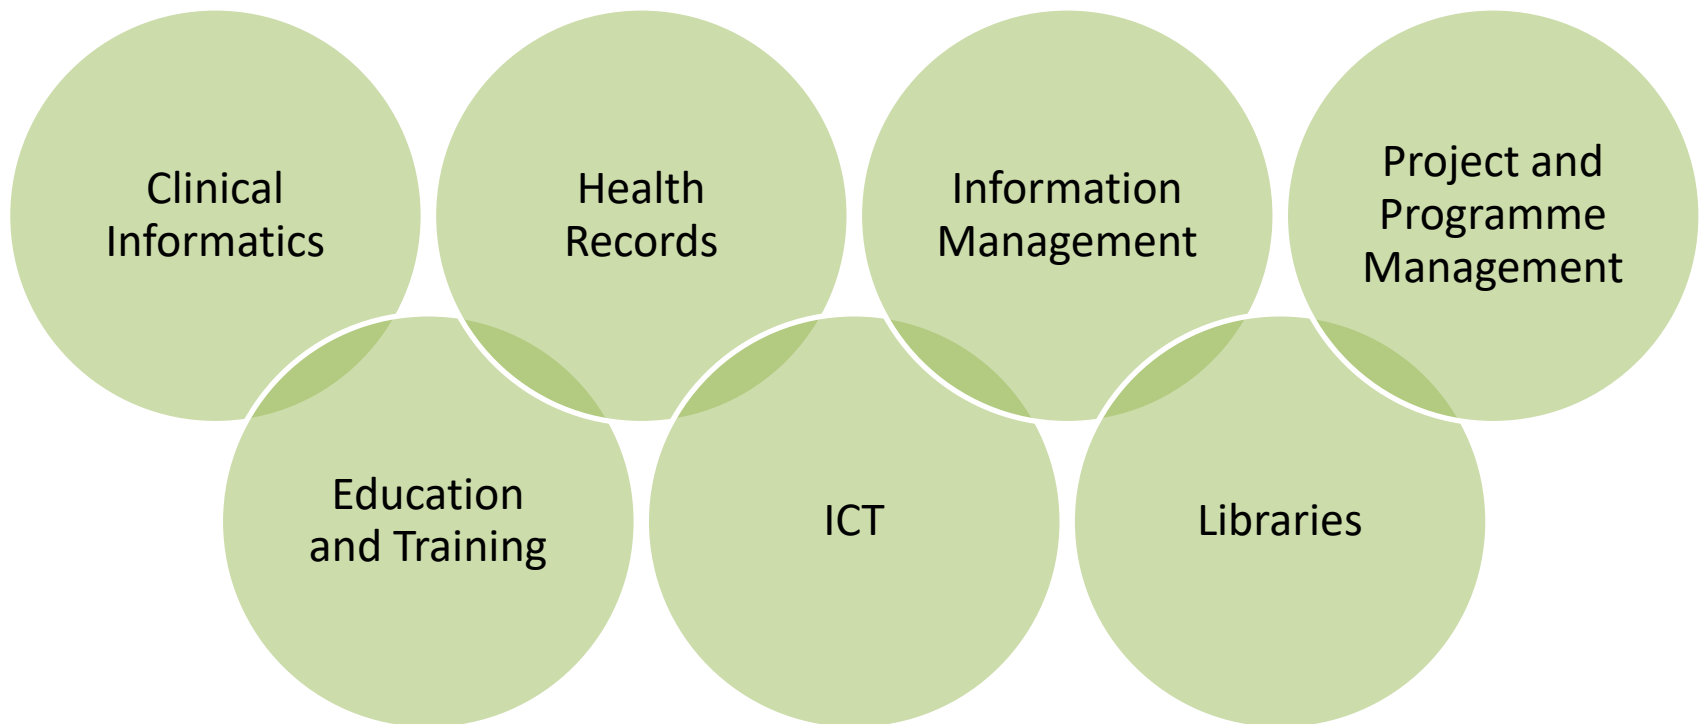 Clinical
Informatics
Health
Records
Information
Management
Project and
Programme
Management
Education
and Training
ICT
Libraries